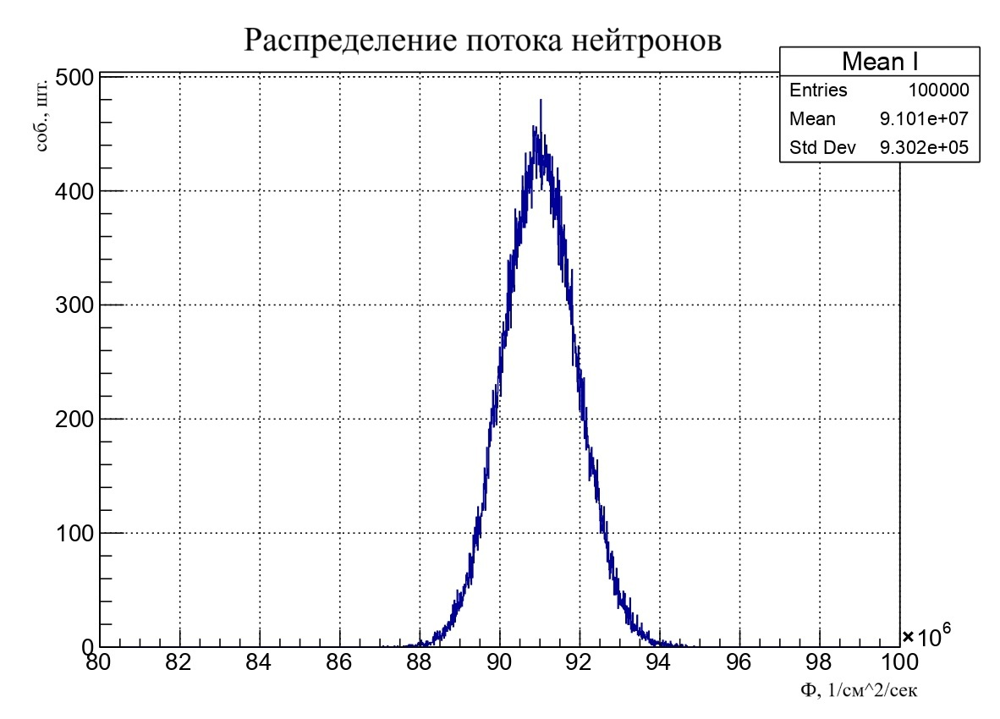 Распределение потока нейтронов
Mean I
Entries 100000
Mean 9.101e+07
Std Dev 9.302e+05
соб., шт.
500
400
300
200
100
0
80 82 84 86 88 90 92 94 96 98 100
×10⁶
Ф, 1/см^2/сек